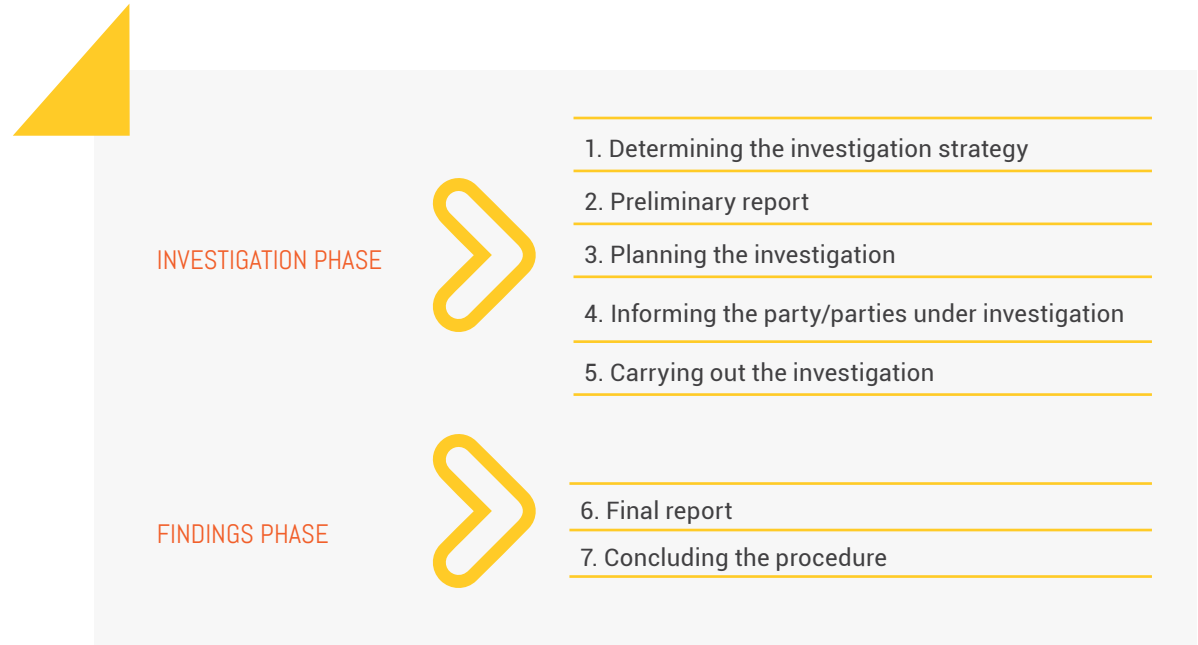 INVESTIGATION PHASE
1. Determining the investigation strategy
2. Preliminary report
3. Planning the investigation
4. Informing the party/parties under investigation
5. Carrying out the investigation
FINDINGS PHASE
6. Final report
7. Concluding the procedure